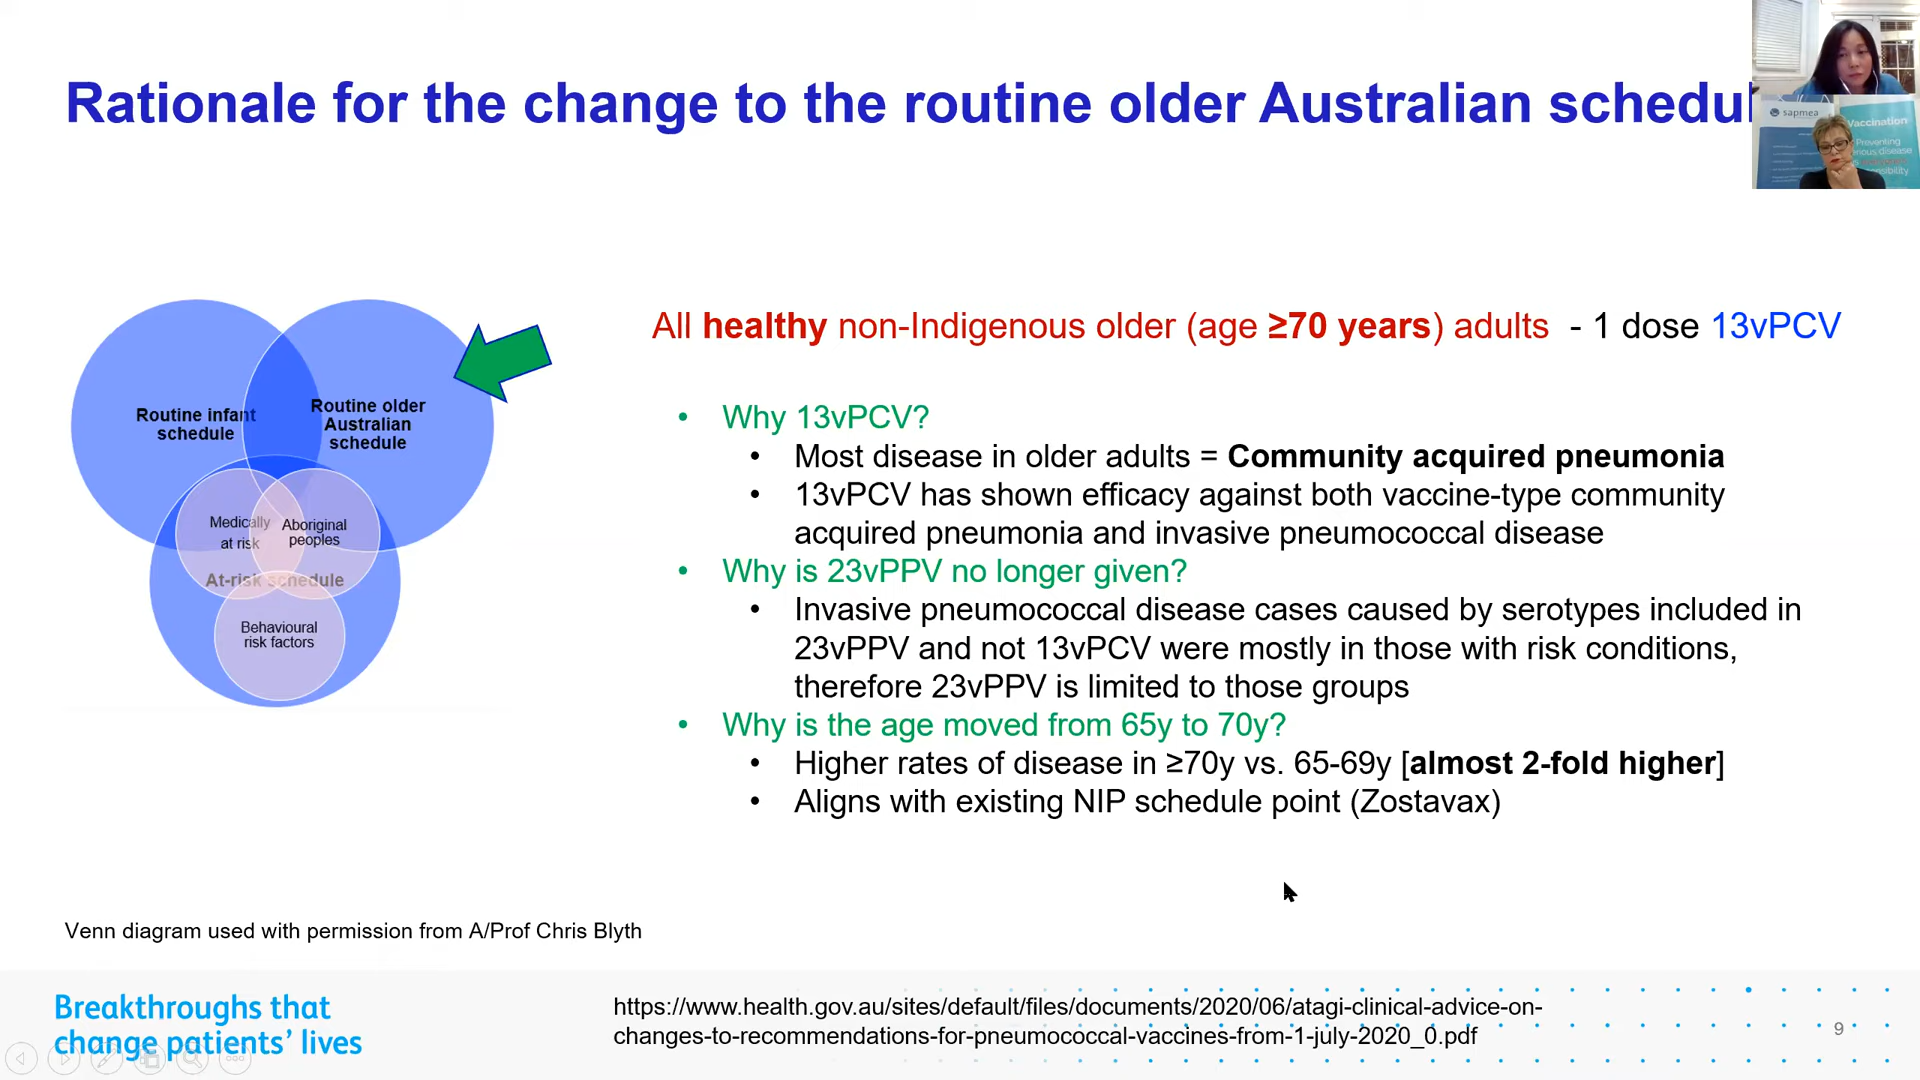 Rationale for the change to the routine older Australian schedul
sapmea
Vaccination
Preventing
disease
Routine infant
schedule
Routine older
Australian
schedule
Medically
at risk
Aboriginal
peoples
At-risk schedule
Behavioural
risk factors
All healthy non-Indigenous older (age ≥70 years) adults - 1 dose 13vPCV
• Why 13vPCV?
• Most disease in older adults = Community acquired pneumonia
• 13vPCV has shown efficacy against both vaccine-type community
acquired pneumonia and invasive pneumococcal disease
• Why is 23vPPV no longer given?
• Invasive pneumococcal disease cases caused by serotypes included in
23vPPV and not 13vPCV were mostly in those with risk conditions,
therefore 23vPPV is limited to those groups
• Why is the age moved from 65y to 70y?
• Higher rates of disease in ≥70y vs. 65-69y [almost 2-fold higher]
• Aligns with existing NIP schedule point (Zostavax)
Venn diagram used with permission from A/Prof Chris Blyth
Breakthroughs that
change patients’ lives
https://www.health.gov.au/sites/default/files/documents/2020/06/atagi-clinical-advice-on-
changes-to-recommendations-for-pneumococcal-vaccines-from-1-july-2020_0.pdf
9